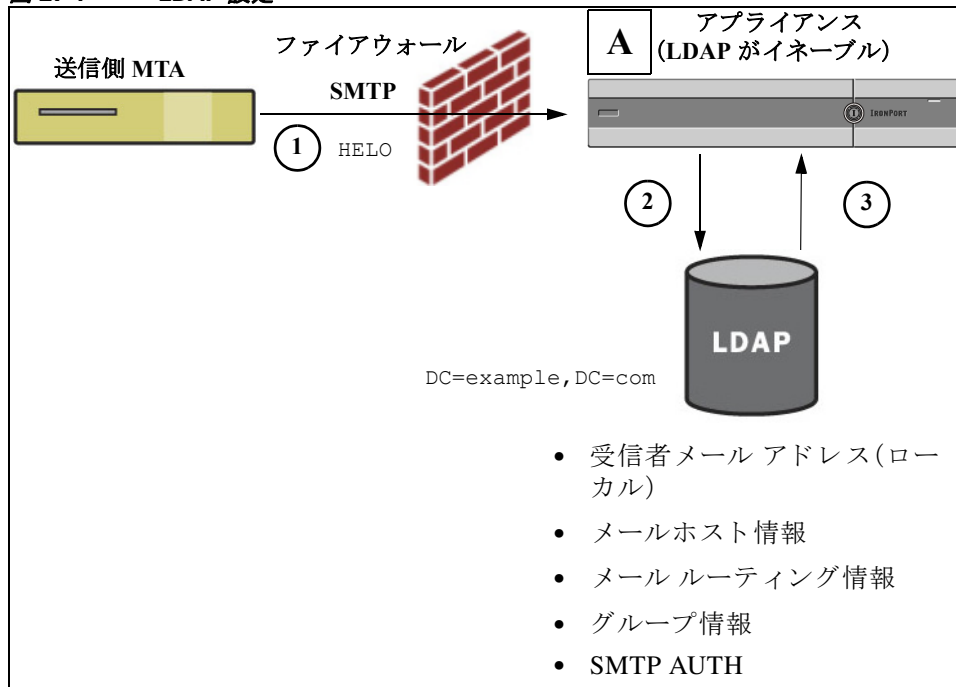 アプライアンス
A (LDAP がイネーブル)
ファイアウォール
送信側 MTA
SMTP
IRONPORT
1 HELO
2 3
LDAP
DC=example,DC=com
• 受信者メール アドレス(ロー
カル)
• メールホスト情報
• メール ルーティング情報
• グループ情報
• SMTP AUTH